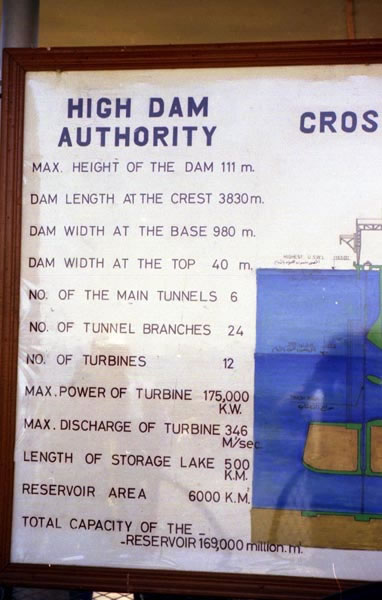 HIGH DAM
AUTHORITY
CROS
MAX. HEIGHT OF THE DAM 111 m.
DAM LENGTH AT THE CREST 3830 m.
DAM WIDTH AT THE BASE 980 m.
DAM WIDTH AT THE TOP 40 m.
NO. OF THE MAIN TUNNELS 6
NO. OF TUNNEL BRANCHES 24
NO. OF TURBINES 12
MAX. POWER OF TURBINE 175,000
K.W.
MAX. DISCHARGE OF TURBINE 346
M³/sec.
LENGTH OF STORAGE LAKE 500
K.M.
RESERVOIR AREA 6000 K.M.
TOTAL CAPACITY OF THE -
-RESERVOIR 169,000 million. m.